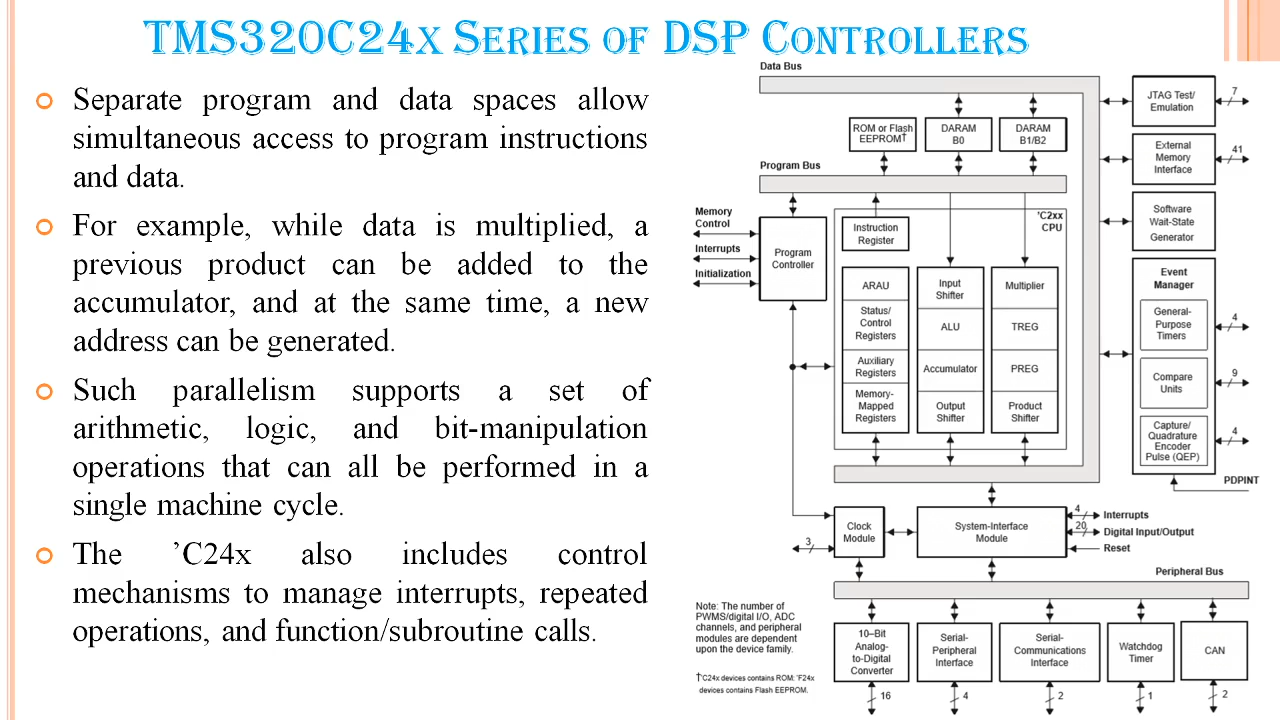 TMS320C24x Series of DSP Controllers
Separate program and data spaces allow
simultaneous access to program instructions
and data.
For example, while data is multiplied, a
previous product can be added to the
accumulator, and at the same time, a new
address can be generated.
Such parallelism supports a set of
arithmetic, logic, and bit-manipulation
operations that can all be performed in a
single machine cycle.
The ’C24x also includes control
mechanisms to manage interrupts, repeated
operations, and function/subroutine calls.
Data Bus
ROM or Flash
EEPROM†
DARAM
B0
DARAM
B1/B2
Program Bus
Memory
Control
Interrupts
Initialization
Program
Controller
’C2xx
CPU
Instruction
Register
ARAU
Status/
Control
Registers
Auxiliary
Registers
Memory-
Mapped
Registers
Input
Shifter
ALU
Accumulator
Output
Shifter
Multiplier
TREG
PREG
Product
Shifter
JTAG Test/
Emulation
7
External
Memory
Interface
41
Software
Wait-State
Generator
Event
Manager
General-
Purpose
Timers
4
Compare
Units
9
Capture/
Quadrature
Encoder
Pulse (QEP)
4
PDPINT
Clock
Module
3
System-Interface
Module
4
Interrupts
20
Digital Input/Output
Reset
Peripheral Bus
Note: The number of
PWMS/digital I/O, ADC
channels, and peripheral
modules are dependent
upon the device family.
†’C24x devices contains ROM: ’F24x
devices contains Flash EEPROM.
10–Bit
Analog-
to-Digital
Converter
16
Serial-
Peripheral
Interface
4
Serial-
Communications
Interface
2
Watchdog
Timer
1
CAN
2